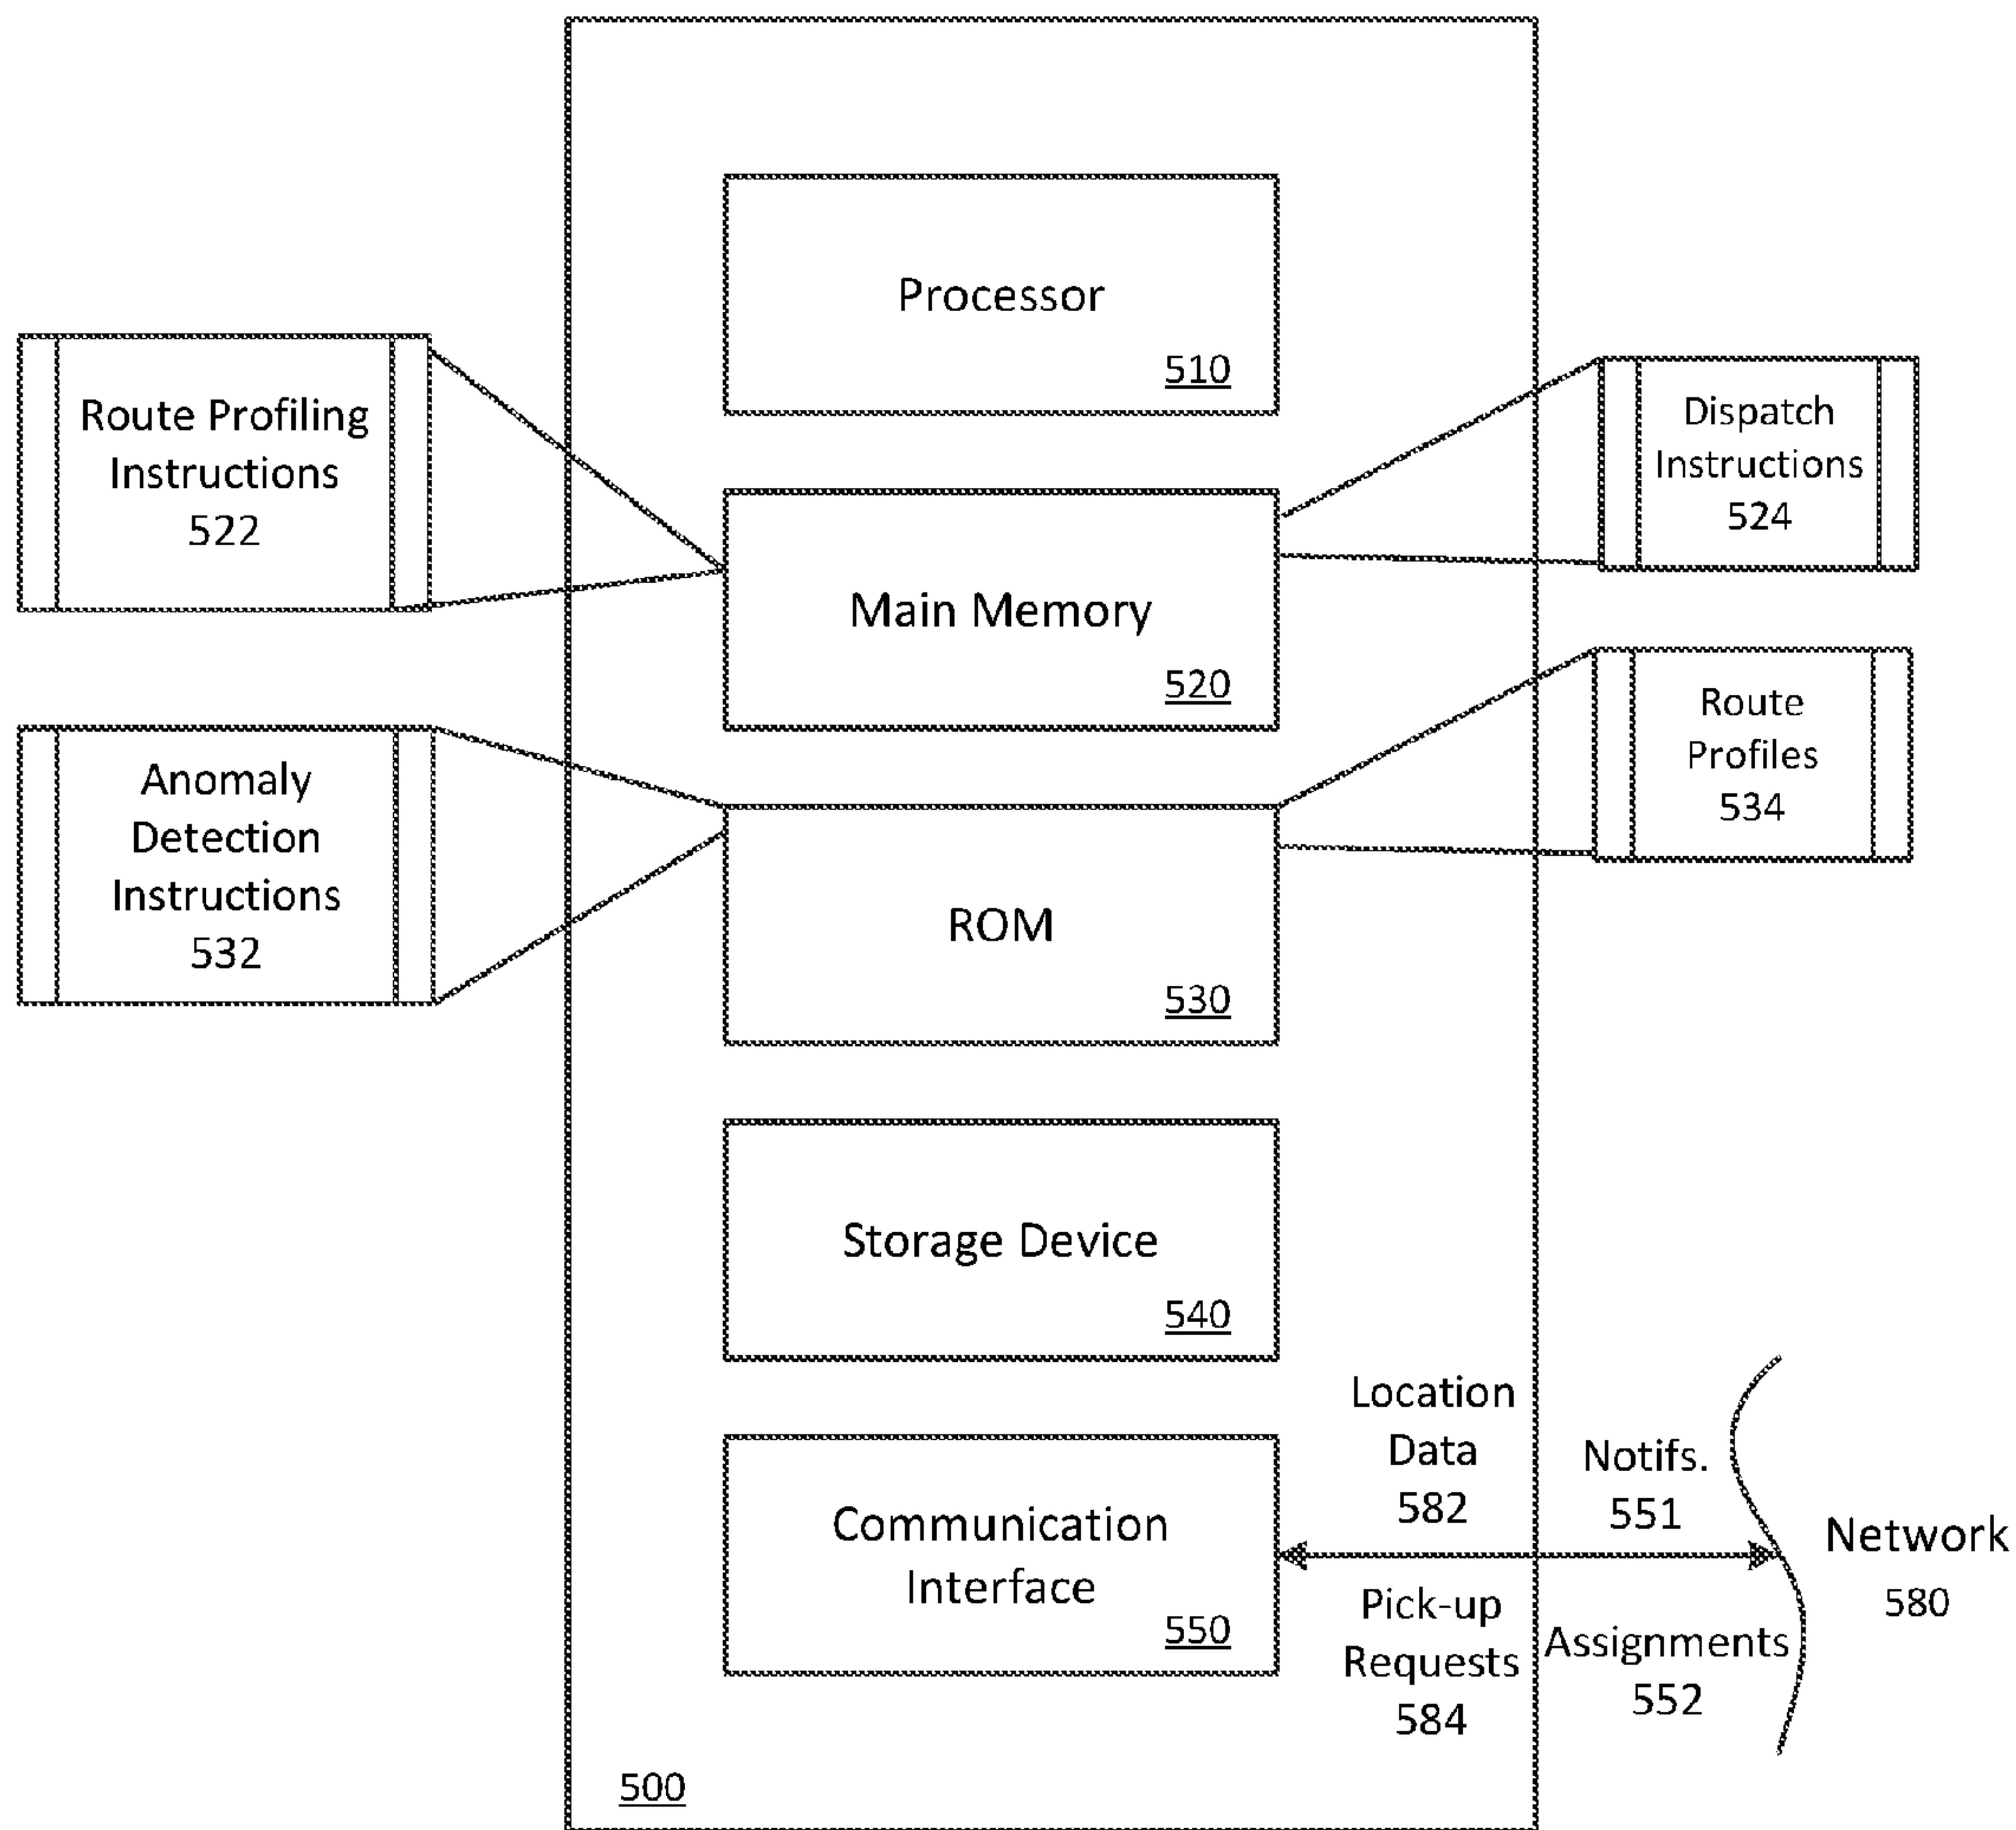 Processor
510
Route Profiling
Instructions
522
Dispatch
Instructions
524
Main Memory
520
Route
Profiles
534
Anomaly
Detection
Instructions
532
ROM
530
Storage Device
540
Location
Data
582
Notifs.
551
Communication
Interface
550
Network
580
Pick-up
Requests
584
Assignments
552
500